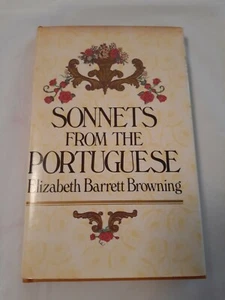 SONNETS
FROM THE
PORTUGUESE
Elizabeth Barrett Browning